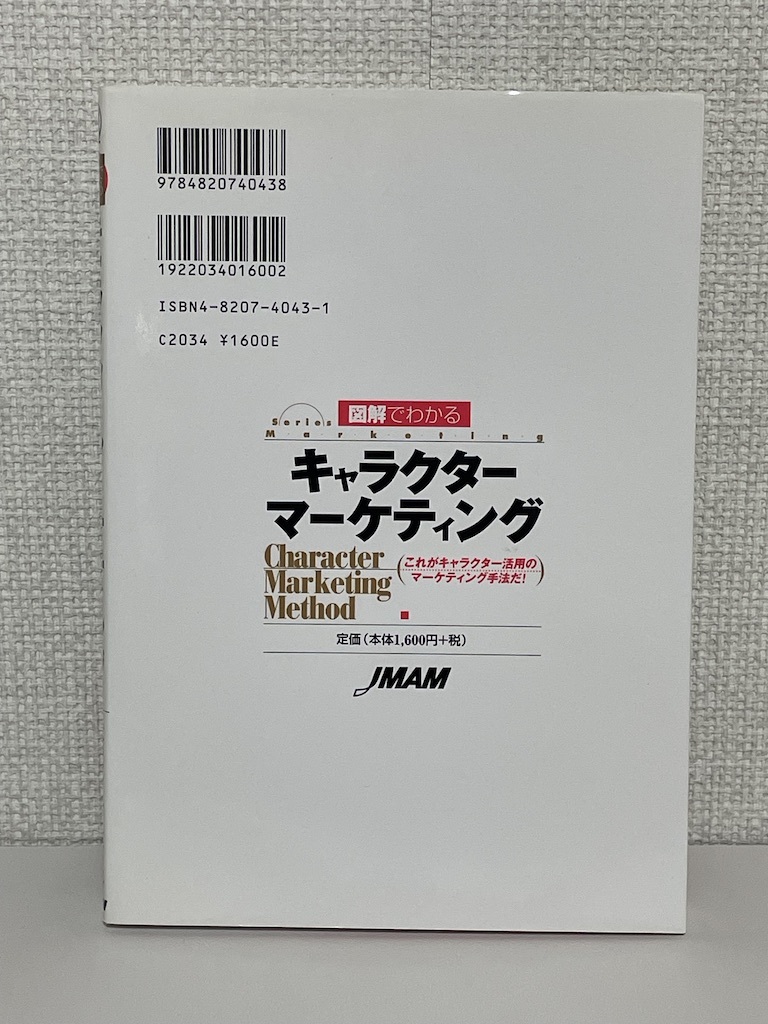 9784820740438
1922034016002
ISBN4-8207-4043-1
C2034 ¥1600E
Series 図解でわかる
Marketing
キャラクター
マーケティング
Character
Marketing
Method
(これがキャラクター活用の
マーケティング手法だ!)
定価(本体1,600円+税)
JMAM